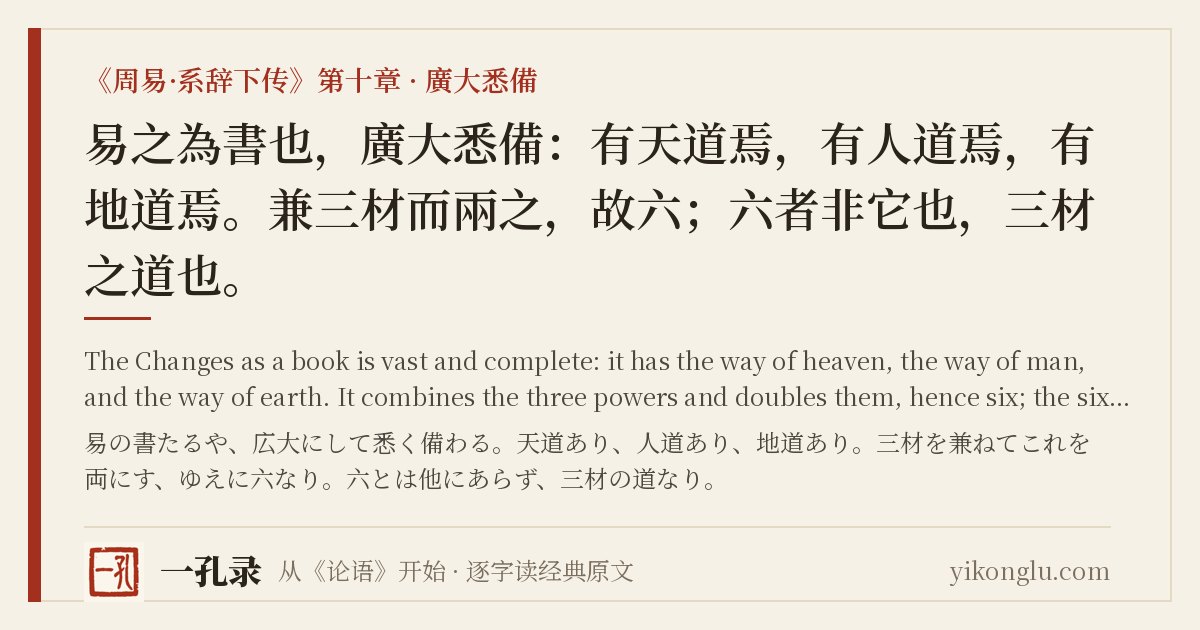 《周易·系辞下传》第十章 · 廣大悉備
易之為書也，廣大悉備：有天道焉，有人道焉，有
地道焉。兼三材而兩之，故六；六者非它也，三材
之道也。
The Changes as a book is vast and complete: it has the way of heaven, the way of man,
and the way of earth. It combines the three powers and doubles them, hence six; the six...
易の書たるや、広大にして悉く備わる。天道あり、人道あり、地道あり。三材を兼ねてこれを
両にす、ゆえに六なり。六とは他にあらず、三材の道なり。
一孔
一孔录 从《论语》开始 · 逐字读经典原文 yikonglu.com